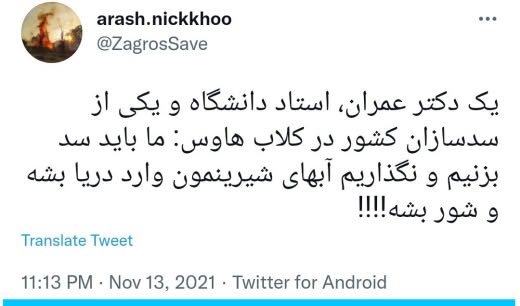 arash.nickkhoo
@ZagrosSave
یک دکتر عمران، استاد دانشگاه و یکی از
سدسازان کشور در کلاب هاوس: ما باید سد
بزنیم و نگذاریم آبهای شیرینمون وارد دریا بشه
و شور بشه!!!!
Translate Tweet
11:13 PM · Nov 13, 2021 · Twitter for Android